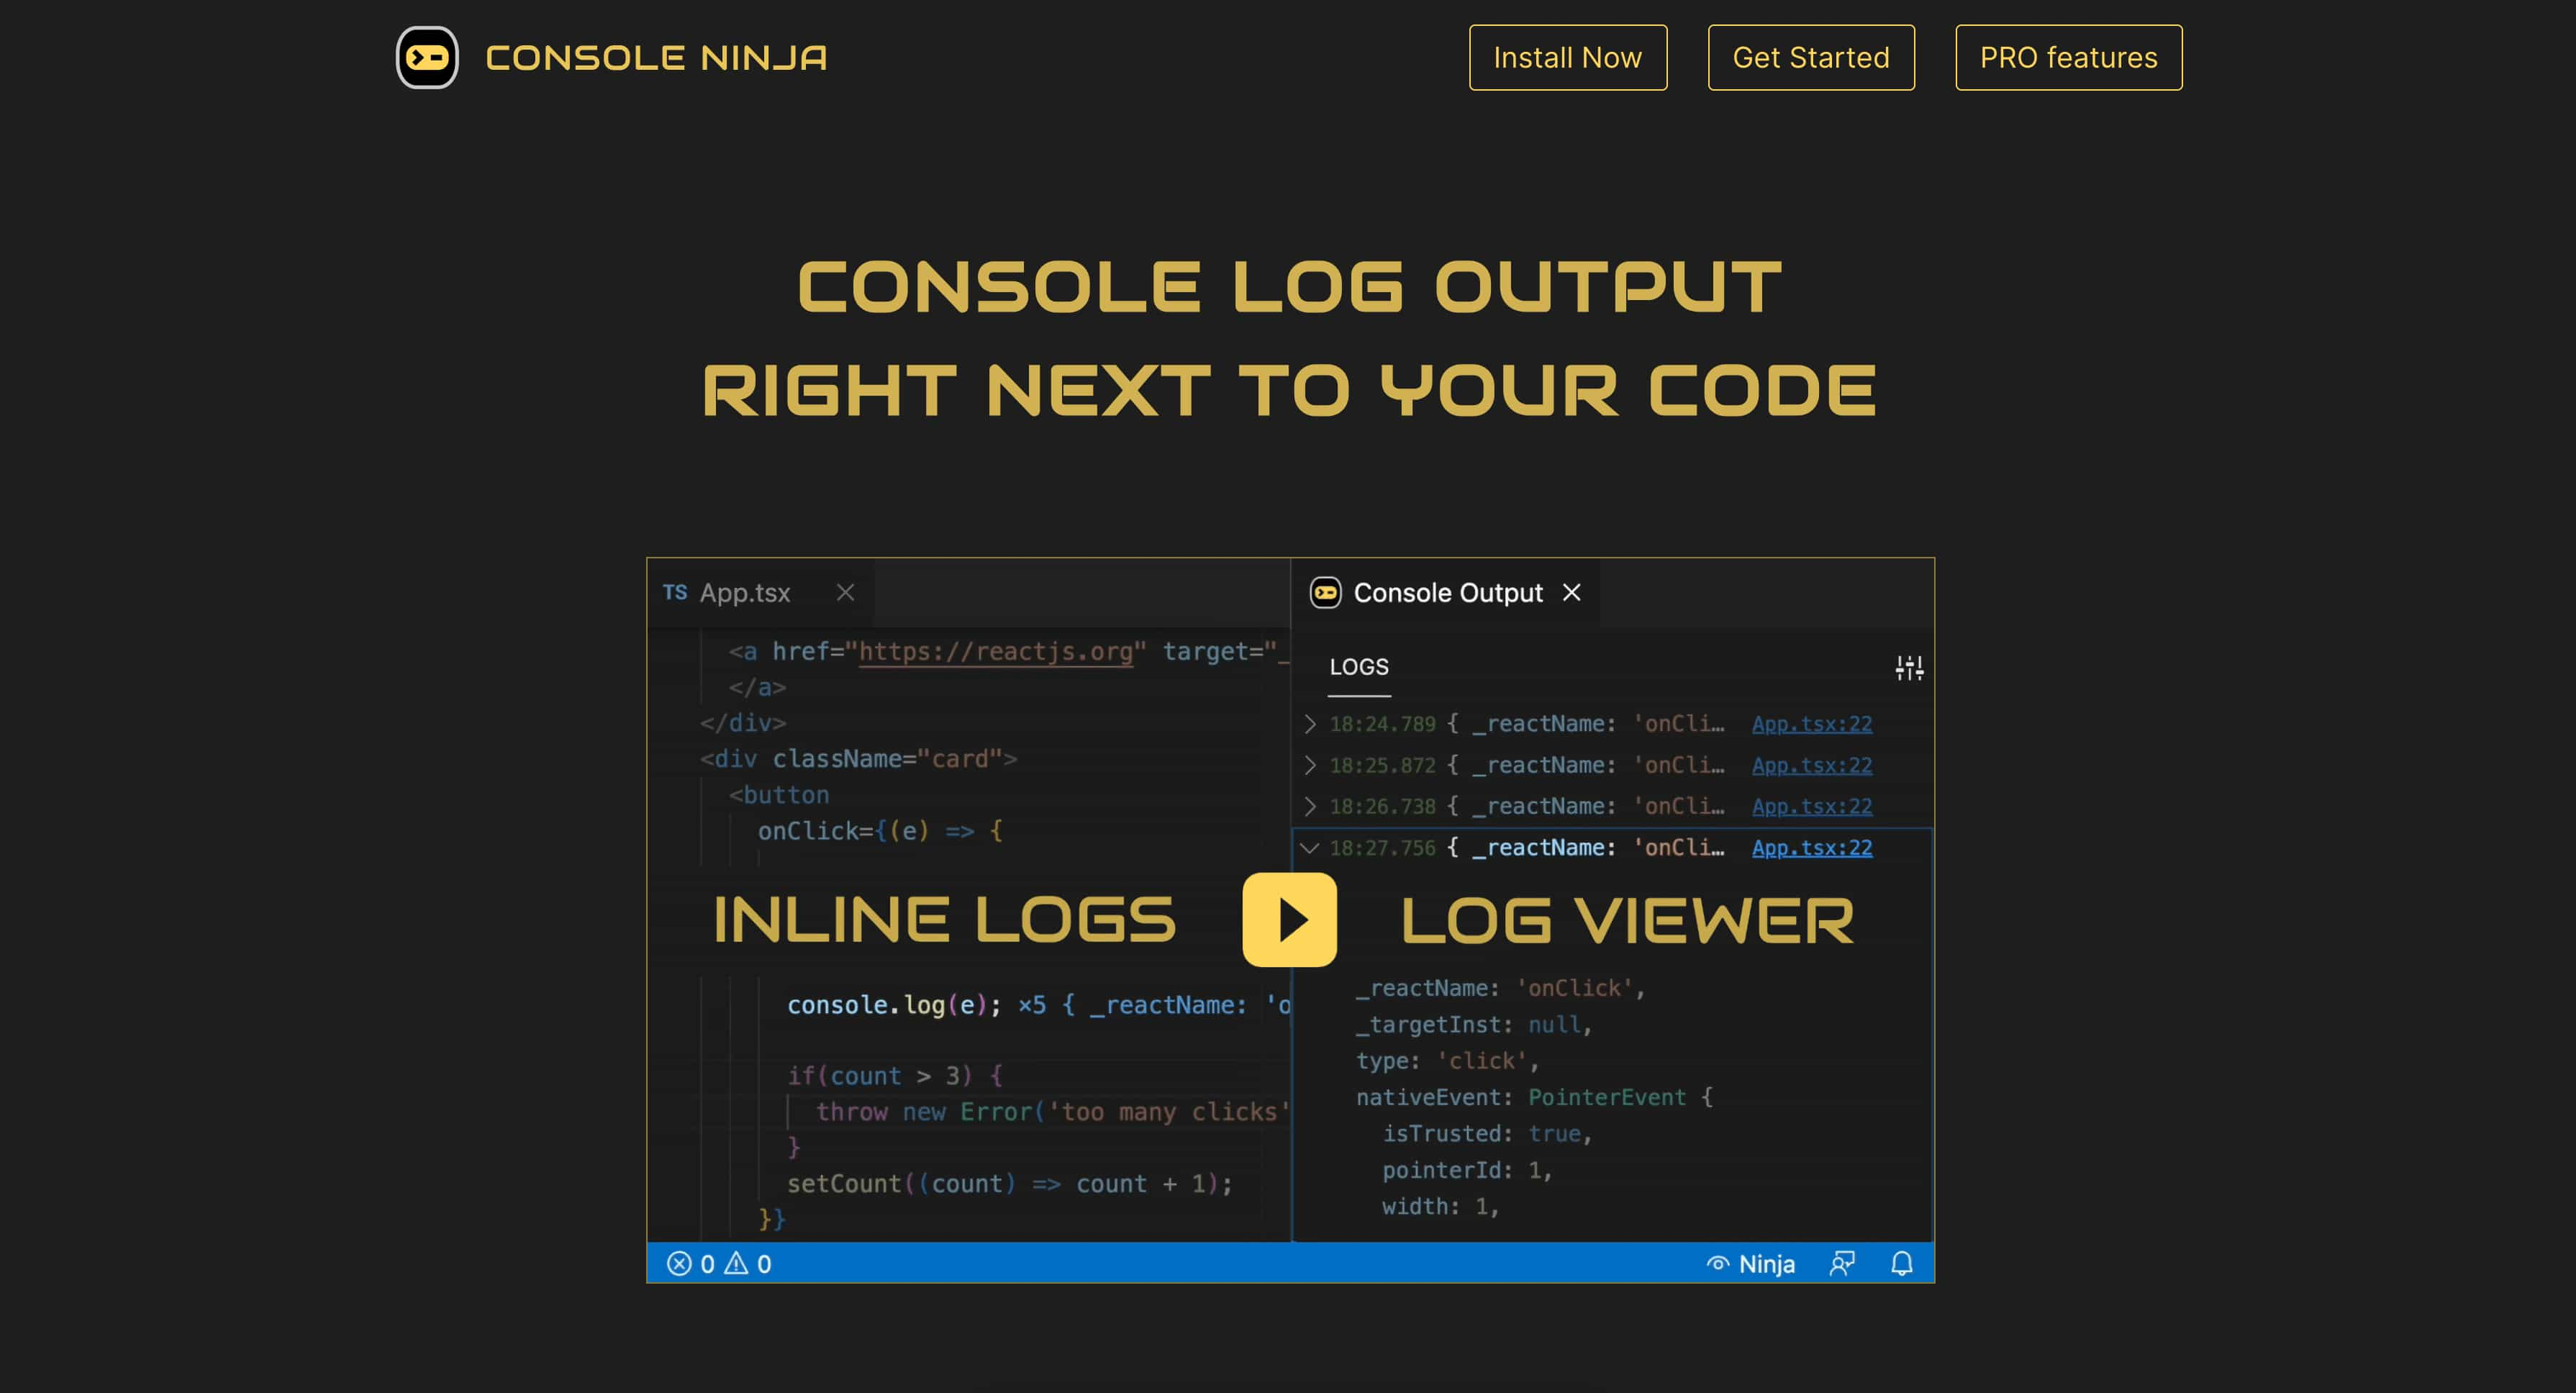 CONSOLE NINJA
Install Now
Get Started
PRO features
CONSOLE LOG OUTPUT
RIGHT NEXT TO YOUR CODE
TS App.tsx
<a href="https://reactjs.org" target="_
</a>
</div>
<div className="card">
<button
onClick={(e) => {
INLINE LOGS
console.log(e); ×5 { _reactName: 'o
if(count > 3) {
throw new Error('too many clicks'
}
setCount((count) => count + 1);
}}
Console Output
LOGS
18:24.789 { _reactName: 'onCli… App.tsx:22
18:25.872 { _reactName: 'onCli… App.tsx:22
18:26.738 { _reactName: 'onCli… App.tsx:22
18:27.756 { _reactName: 'onCli… App.tsx:22
LOG VIEWER
_reactName: 'onClick',
_targetInst: null,
type: 'click',
nativeEvent: PointerEvent {
isTrusted: true,
pointerId: 1,
width: 1,
0 0
Ninja